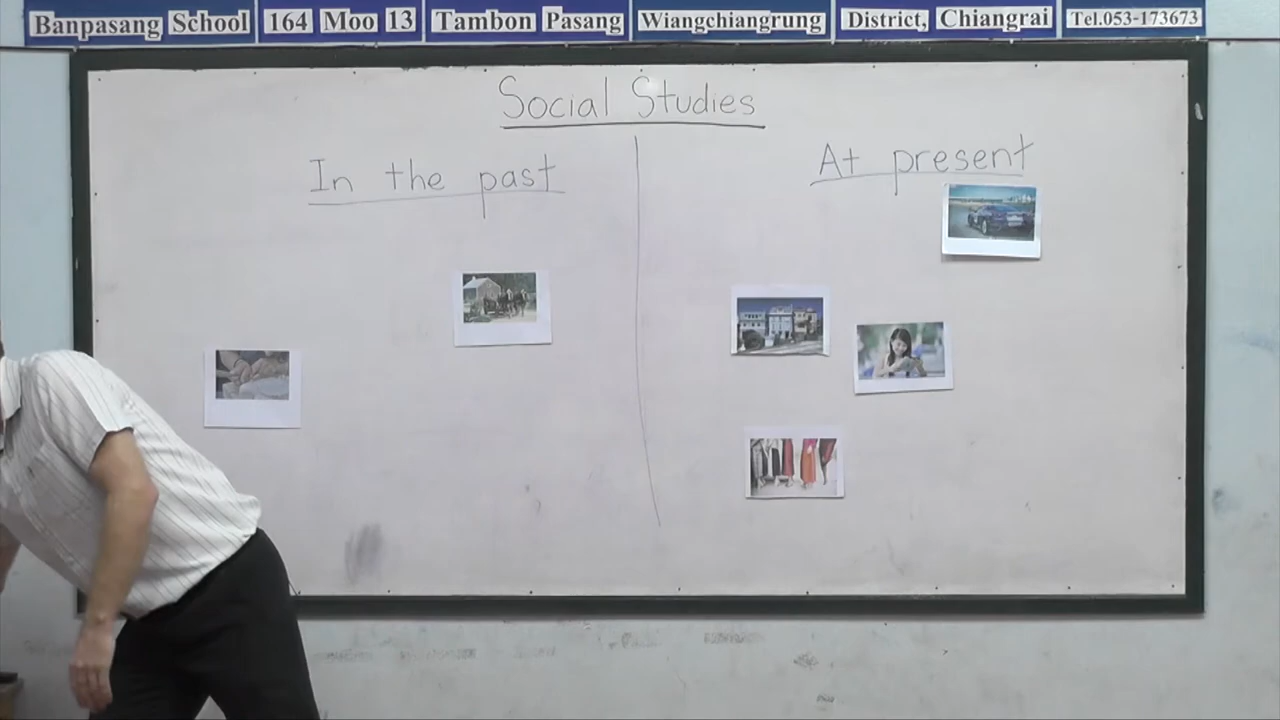 Banpasang School 164 Moo 13 Tambon Pasang Wiangchiangrung District, Chiangrai Tel.053-173673
Social Studies
In the past
At present